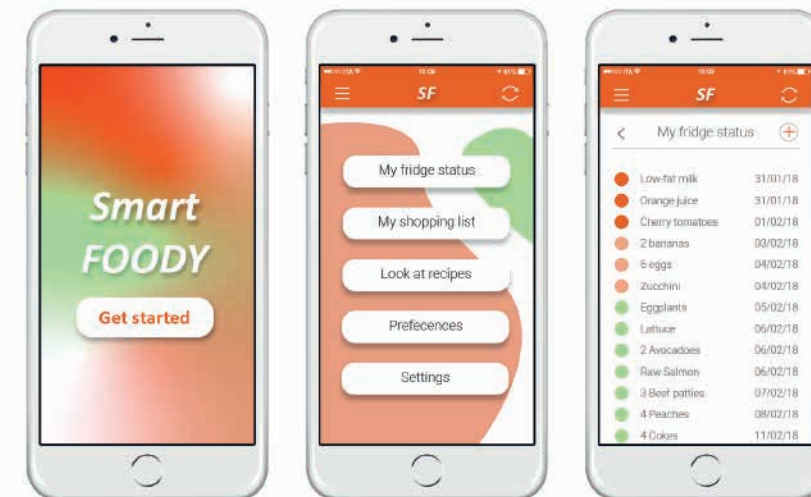 Smart
FOODY
Get started
SF
My fridge status
My shopping list
Look at recipes
Prefecences
Settings
SF
My fridge status
Low-fat milk 31/01/18
Orange juice 31/01/18
Cherry tomatoes 01/02/18
2 bananas 03/02/18
6 eggs 04/02/18
Zucchini 04/02/18
Eggplants 05/02/18
Lettuce 06/02/18
2 Avocadoes 06/02/18
Raw Salmon 06/02/18
3 Beef patties 07/02/18
4 Peaches 08/02/18
4 Cokes 11/02/18